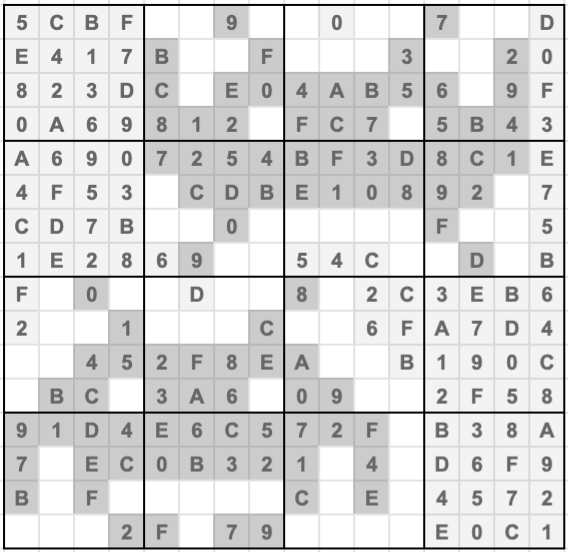 5 C B F 9 0 7 D
E 4 1 7 B F 3 2 0
8 2 3 D C E 0 4 A B 5 6 9 F
0 A 6 9 8 1 2 F C 7 5 B 4 3
A 6 9 0 7 2 5 4 B F 3 D 8 C 1 E
4 F 5 3 C D B E 1 0 8 9 2 7
C D 7 B 0 F 5
1 E 2 8 6 9 5 4 C D B
F 0 D 8 2 C 3 E B 6
2 1 C 6 F A 7 D 4
4 5 2 F 8 E A B 1 9 0 C
B C 3 A 6 0 9 2 F 5 8
9 1 D 4 E 6 C 5 7 2 F B 3 8 A
7 E C 0 B 3 2 1 4 D 6 F 9
B F C E 4 5 7 2
2 F 7 9 E 0 C 1